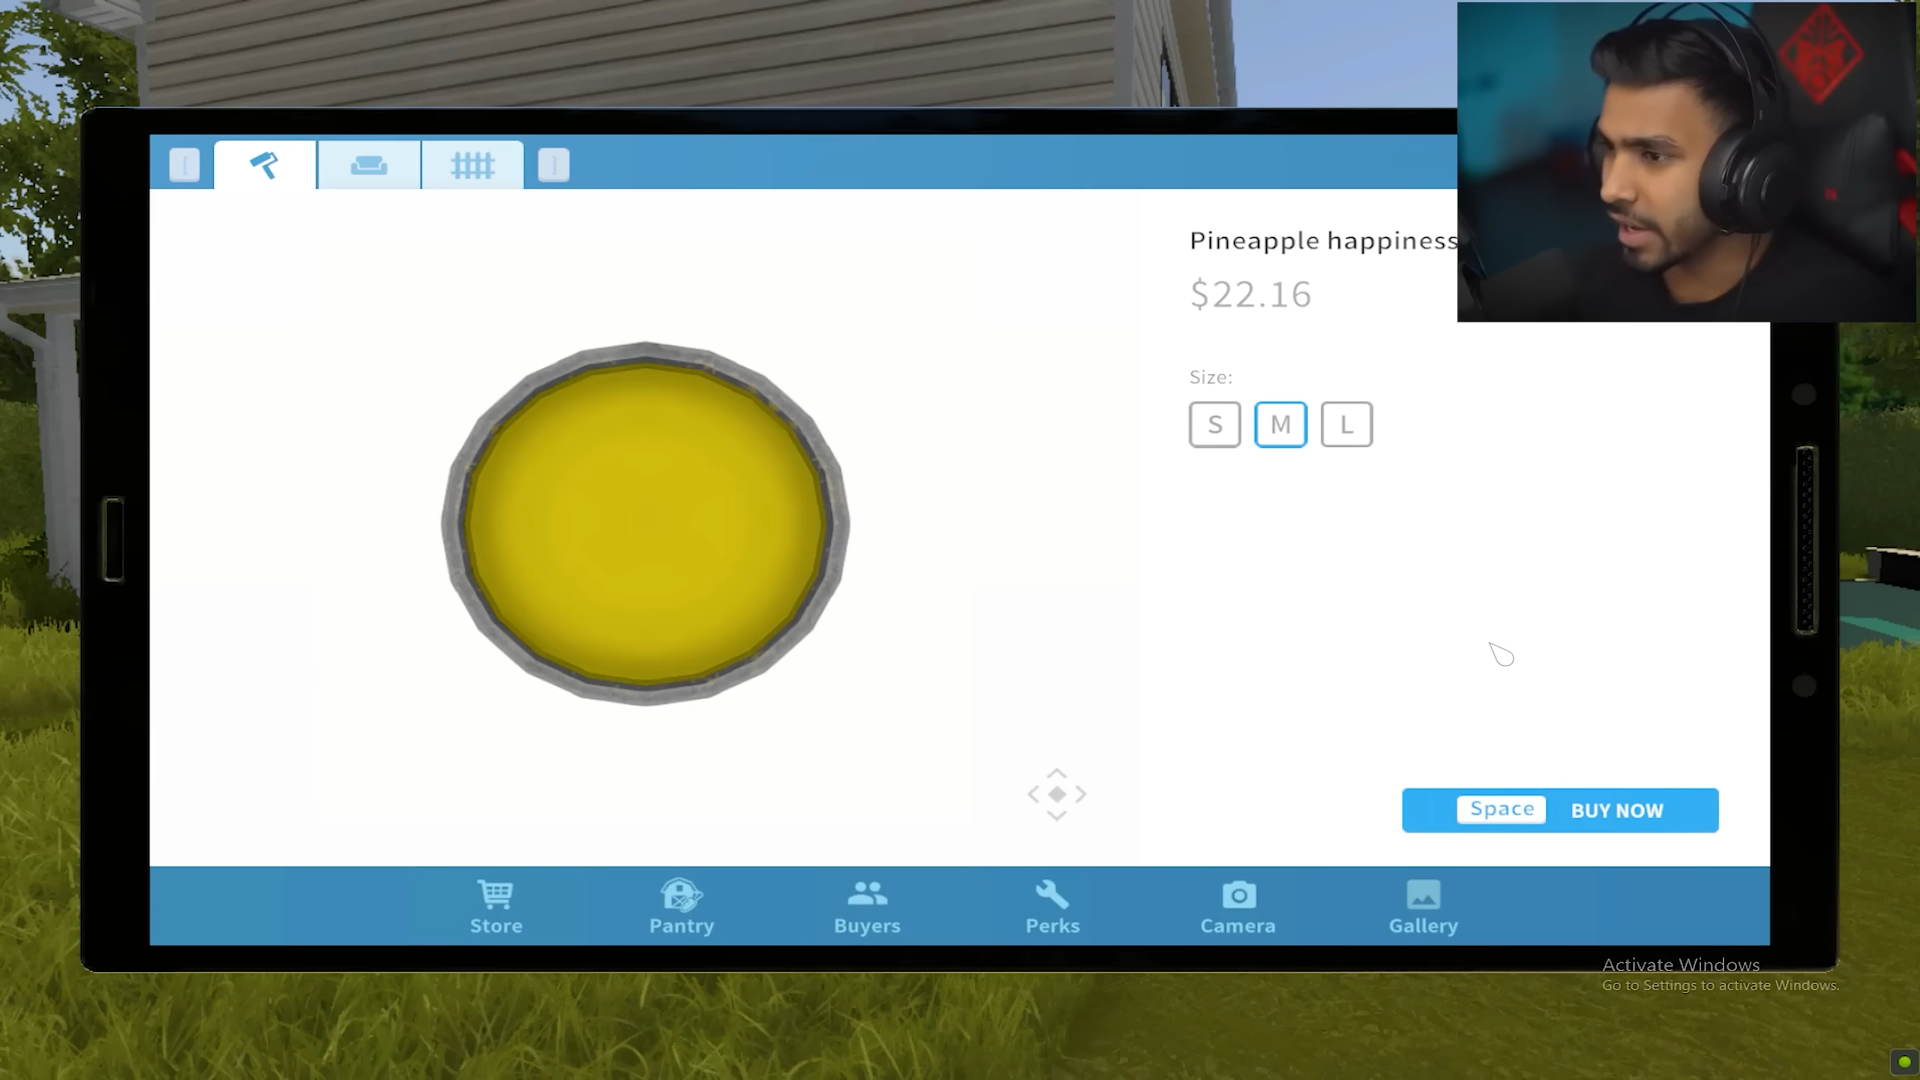 [
]
Pineapple happiness
$22.16
Size:
S M L
Space BUY NOW
Store Pantry Buyers Perks Camera Gallery
Activate Windows
Go to Settings to activate Windows.